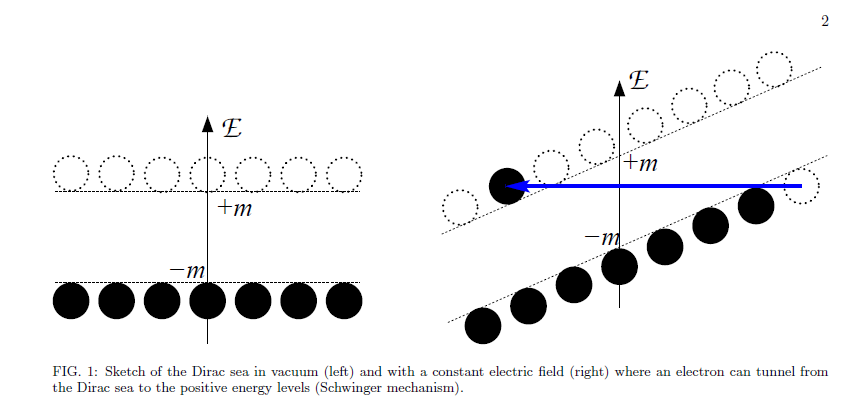 2
ℰ
+m
−m
ℰ
+m
−m
FIG. 1: Sketch of the Dirac sea in vacuum (left) and with a constant electric field (right) where an electron can tunnel from
the Dirac sea to the positive energy levels (Schwinger mechanism).